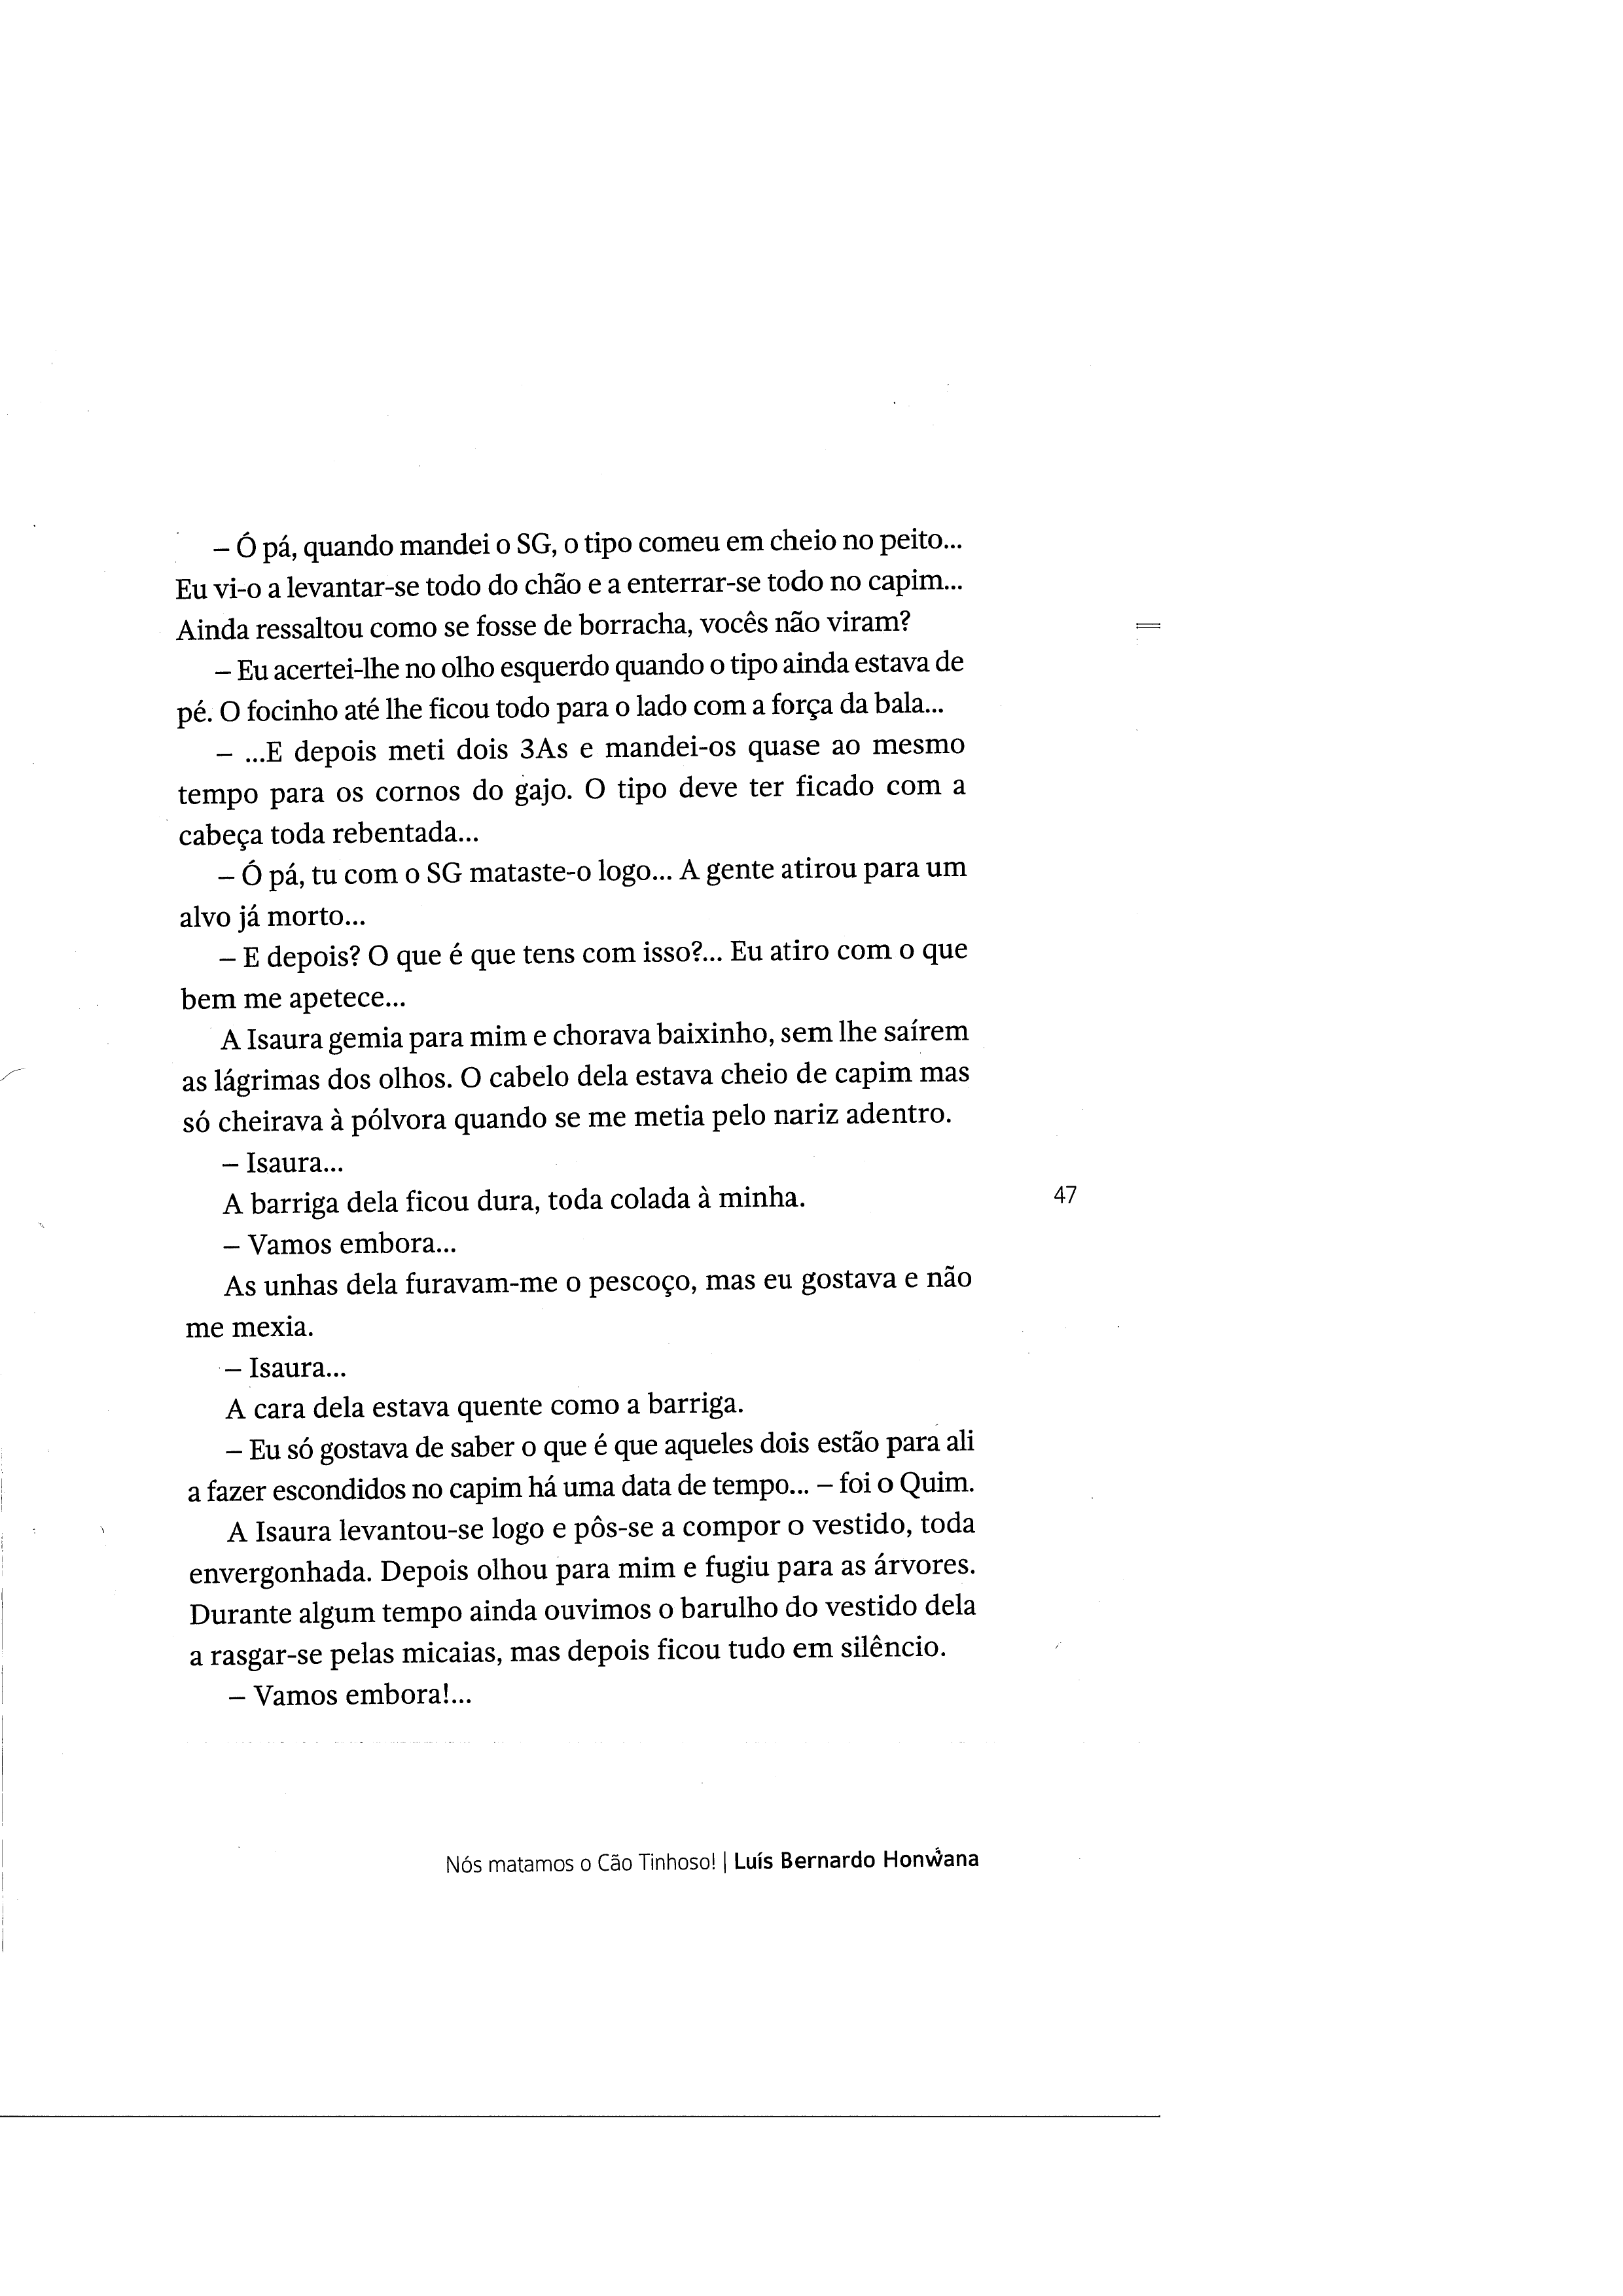 – Ó pá, quando mandei o SG, o tipo comeu em cheio no peito...
Eu vi-o a levantar-se todo do chão e a enterrar-se todo no capim...
Ainda ressaltou como se fosse de borracha, vocês não viram?
– Eu acertei-lhe no olho esquerdo quando o tipo ainda estava de
pé. O focinho até lhe ficou todo para o lado com a força da bala...
– ...E depois meti dois 3As e mandei-os quase ao mesmo
tempo para os cornos do gajo. O tipo deve ter ficado com a
cabeça toda rebentada...
– Ó pá, tu com o SG mataste-o logo... A gente atirou para um
alvo já morto...
– E depois? O que é que tens com isso?... Eu atiro com o que
bem me apetece...
A Isaura gemia para mim e chorava baixinho, sem lhe saírem
as lágrimas dos olhos. O cabelo dela estava cheio de capim mas
só cheirava à pólvora quando se me metia pelo nariz adentro.
– Isaura...
A barriga dela ficou dura, toda colada à minha.
47
– Vamos embora...
As unhas dela furavam-me o pescoço, mas eu gostava e não
me mexia.
– Isaura...
A cara dela estava quente como a barriga.
– Eu só gostava de saber o que é que aqueles dois estão para ali
a fazer escondidos no capim há uma data de tempo... – foi o Quim.
A Isaura levantou-se logo e pôs-se a compor o vestido, toda
envergonhada. Depois olhou para mim e fugiu para as árvores.
Durante algum tempo ainda ouvimos o barulho do vestido dela
a rasgar-se pelas micaias, mas depois ficou tudo em silêncio.
– Vamos embora!...
Nós matamos o Cão Tinhoso! | Luís Bernardo Honwana